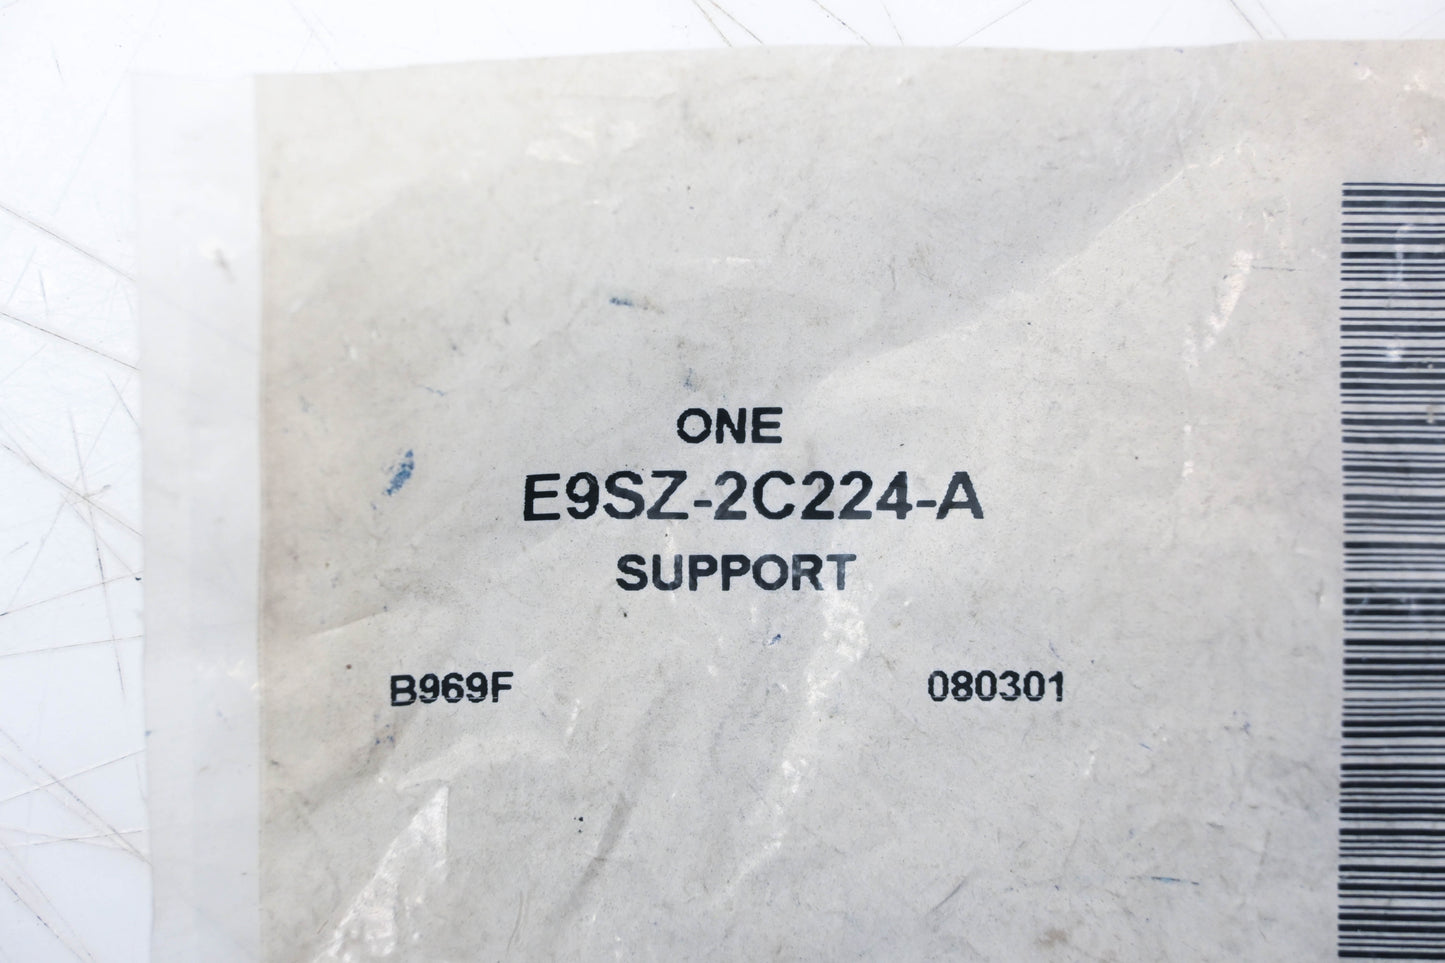 ONE
E9SZ-2C224-A
SUPPORT
B969F 080301